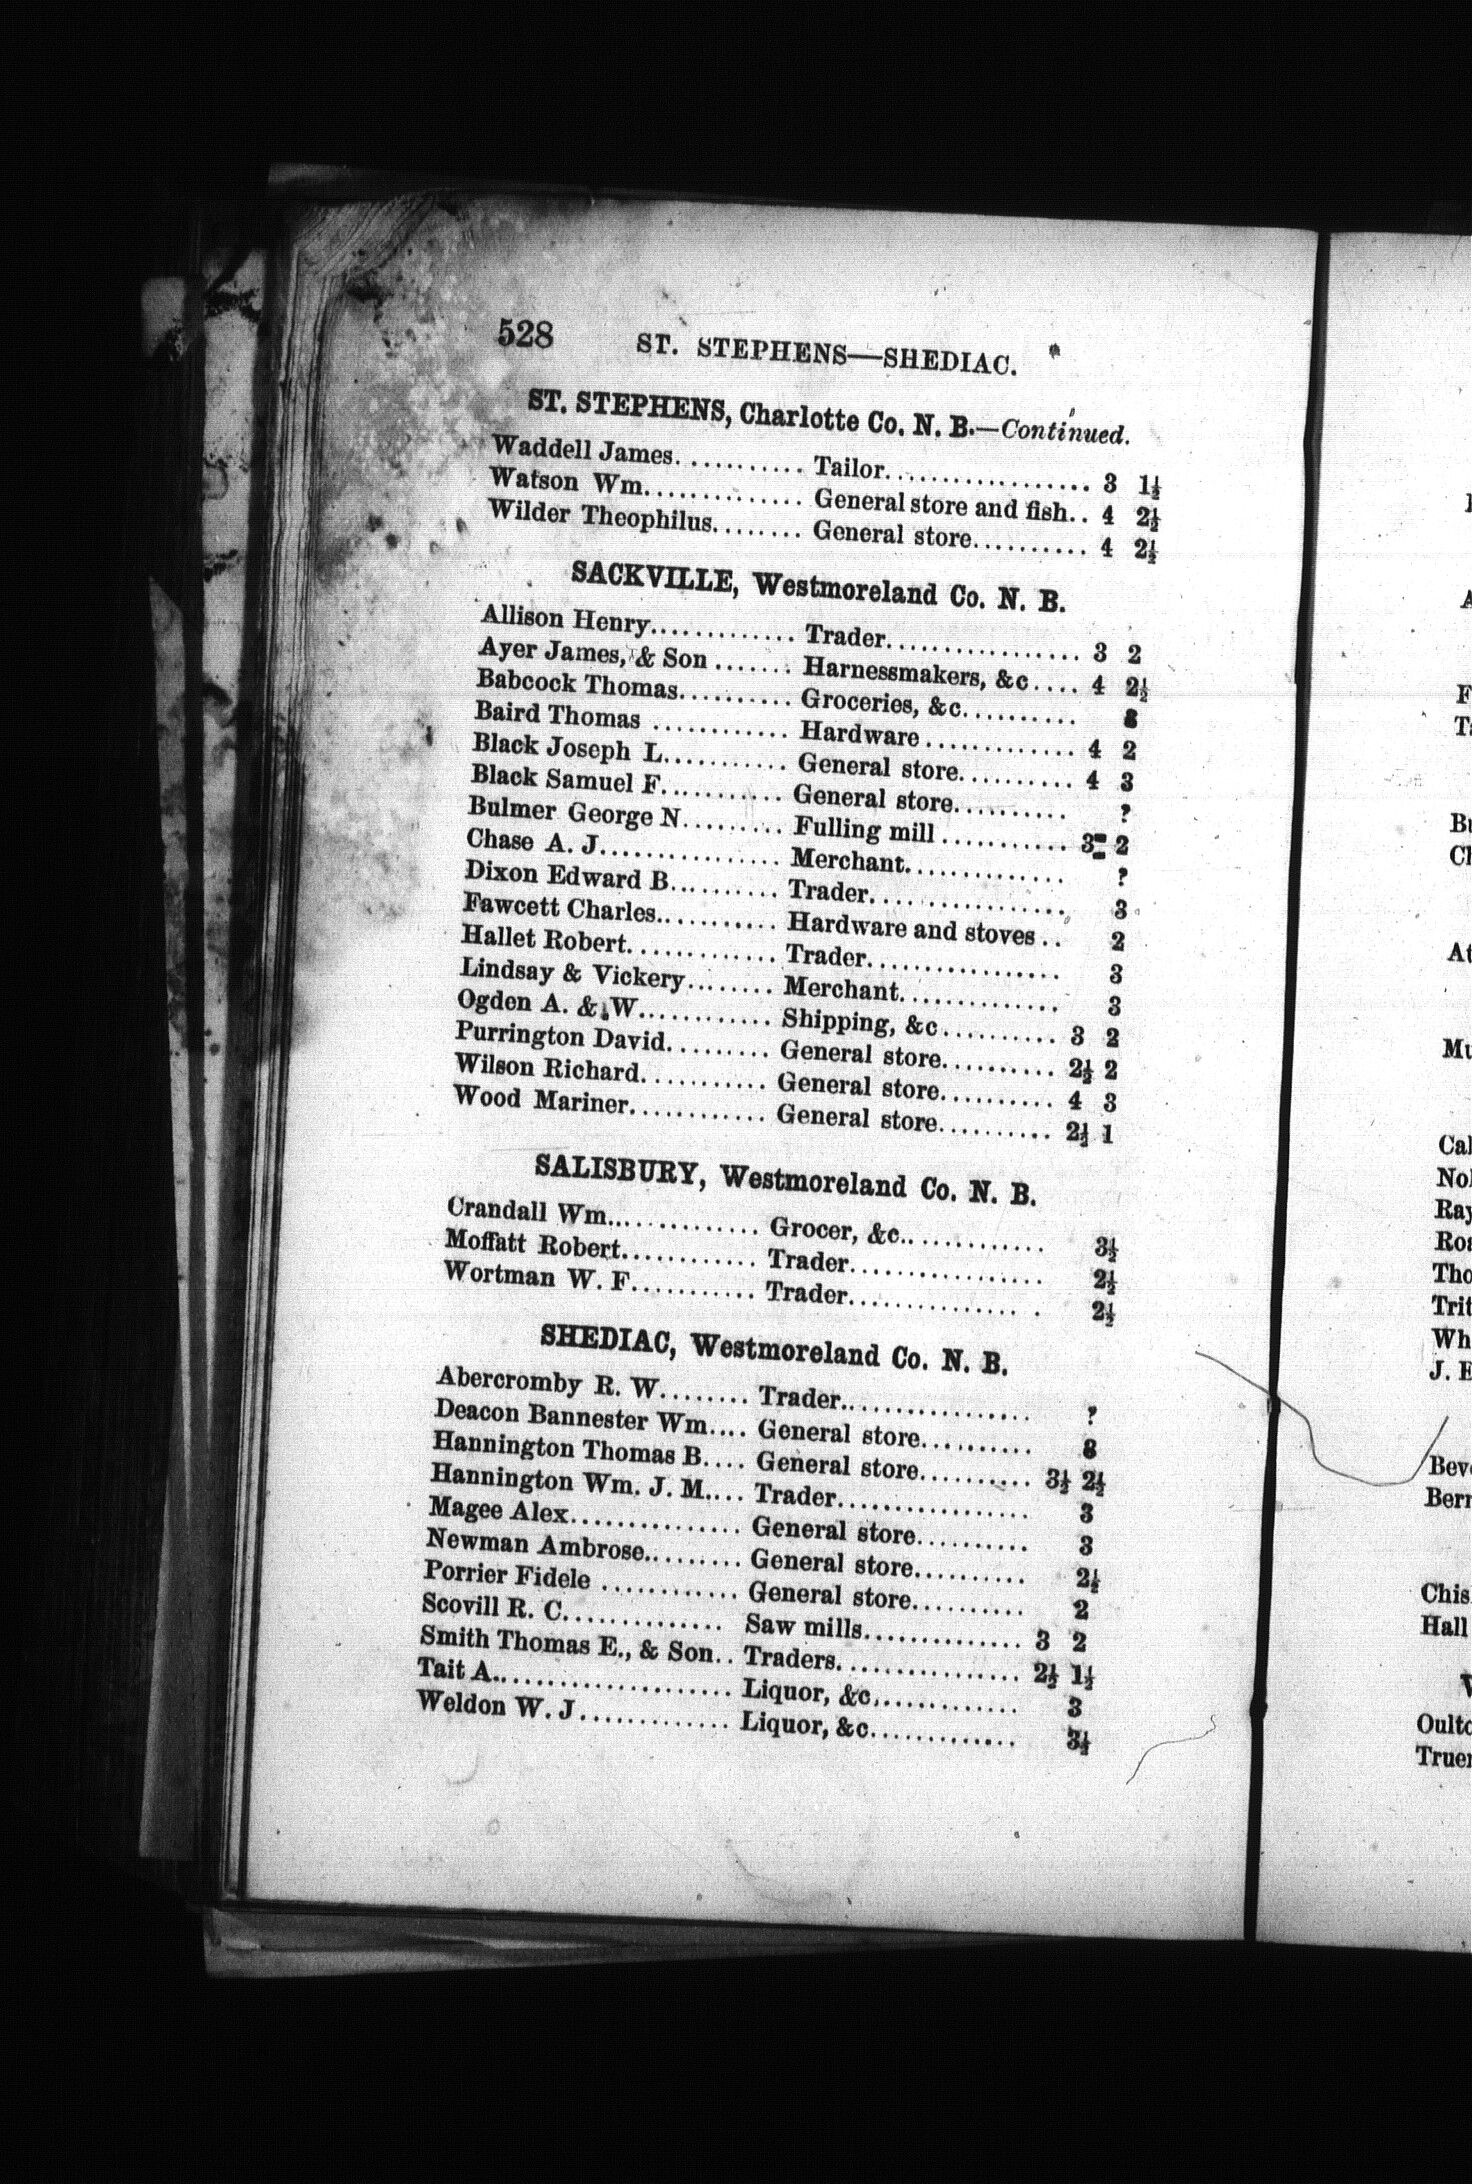 528 ST. STEPHENS—SHEDIAC.
ST. STEPHENS, Charlotte Co. N. B.—Continued.
Waddell James........... Tailor.................. 3 1½
Watson Wm.............. General store and fish.. 4 2½
Wilder Theophilus........ General store.......... 4 2½
SACKVILLE, Westmoreland Co. N. B.
Allison Henry............. Trader................. 3 2
Ayer James, & Son ....... Harnessmakers, &c.... 4 2½
Babcock Thomas.......... Groceries, &c..........
Baird Thomas ............ Hardware............. 4 2
Black Joseph L........... General store.......... 4 3
Black Samuel F........... General store.......... ?
Bulmer George N......... Fulling mill ........... 3 2
Chase A. J................ Merchant.............. ?
Dixon Edward B.......... Trader................. 3
Fawcett Charles........... Hardware and stoves.. 2
Hallet Robert............. Trader................. 3
Lindsay & Vickery........ Merchant.............. 3
Ogden A. & W............ Shipping, &c.......... 3 2
Purrington David......... General store.......... 2½ 2
Wilson Richard........... General store.......... 4 3
Wood Mariner............ General store.......... 2½ 1
SALISBURY, Westmoreland Co. N. B.
Crandall Wm.............. Grocer, &c............. 3½
Moffatt Robert............ Trader................. 2½
Wortman W. F........... Trader................ . 2½
SHEDIAC, Westmoreland Co. N. B.
Abercromby R. W........ Trader................. ?
Deacon Bannester Wm.... General store.......... 3
Hannington Thomas B.... General store.......... 3½ 2½
Hannington Wm. J. M.... Trader................. 3
Magee Alex............... General store.......... 3
Newman Ambrose......... General store.......... 2½
Porrier Fidele ............ General store.......... 2
Scovill R. C.............. Saw mills.............. 3 2
Smith Thomas E., & Son.. Traders................ 2½ 1½
Tait A.................... Liquor, &c............. 3
Weldon W. J............. Liquor, &c............. 3½